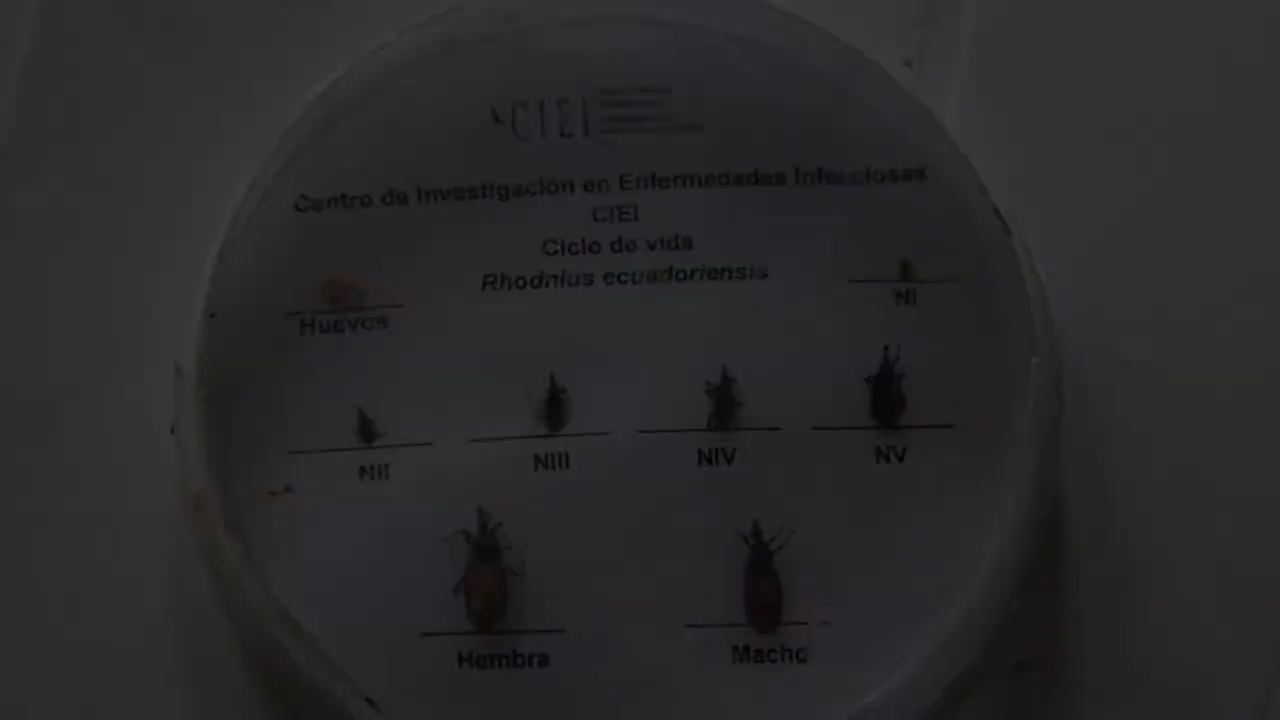 CIEI
Centro de Investigación en Enfermedades Infecciosas
CIEI
Ciclo de vida
Rhodnius ecuadoriensis
Huevos
NI
NII
NIII
NIV
NV
Hembra
Macho